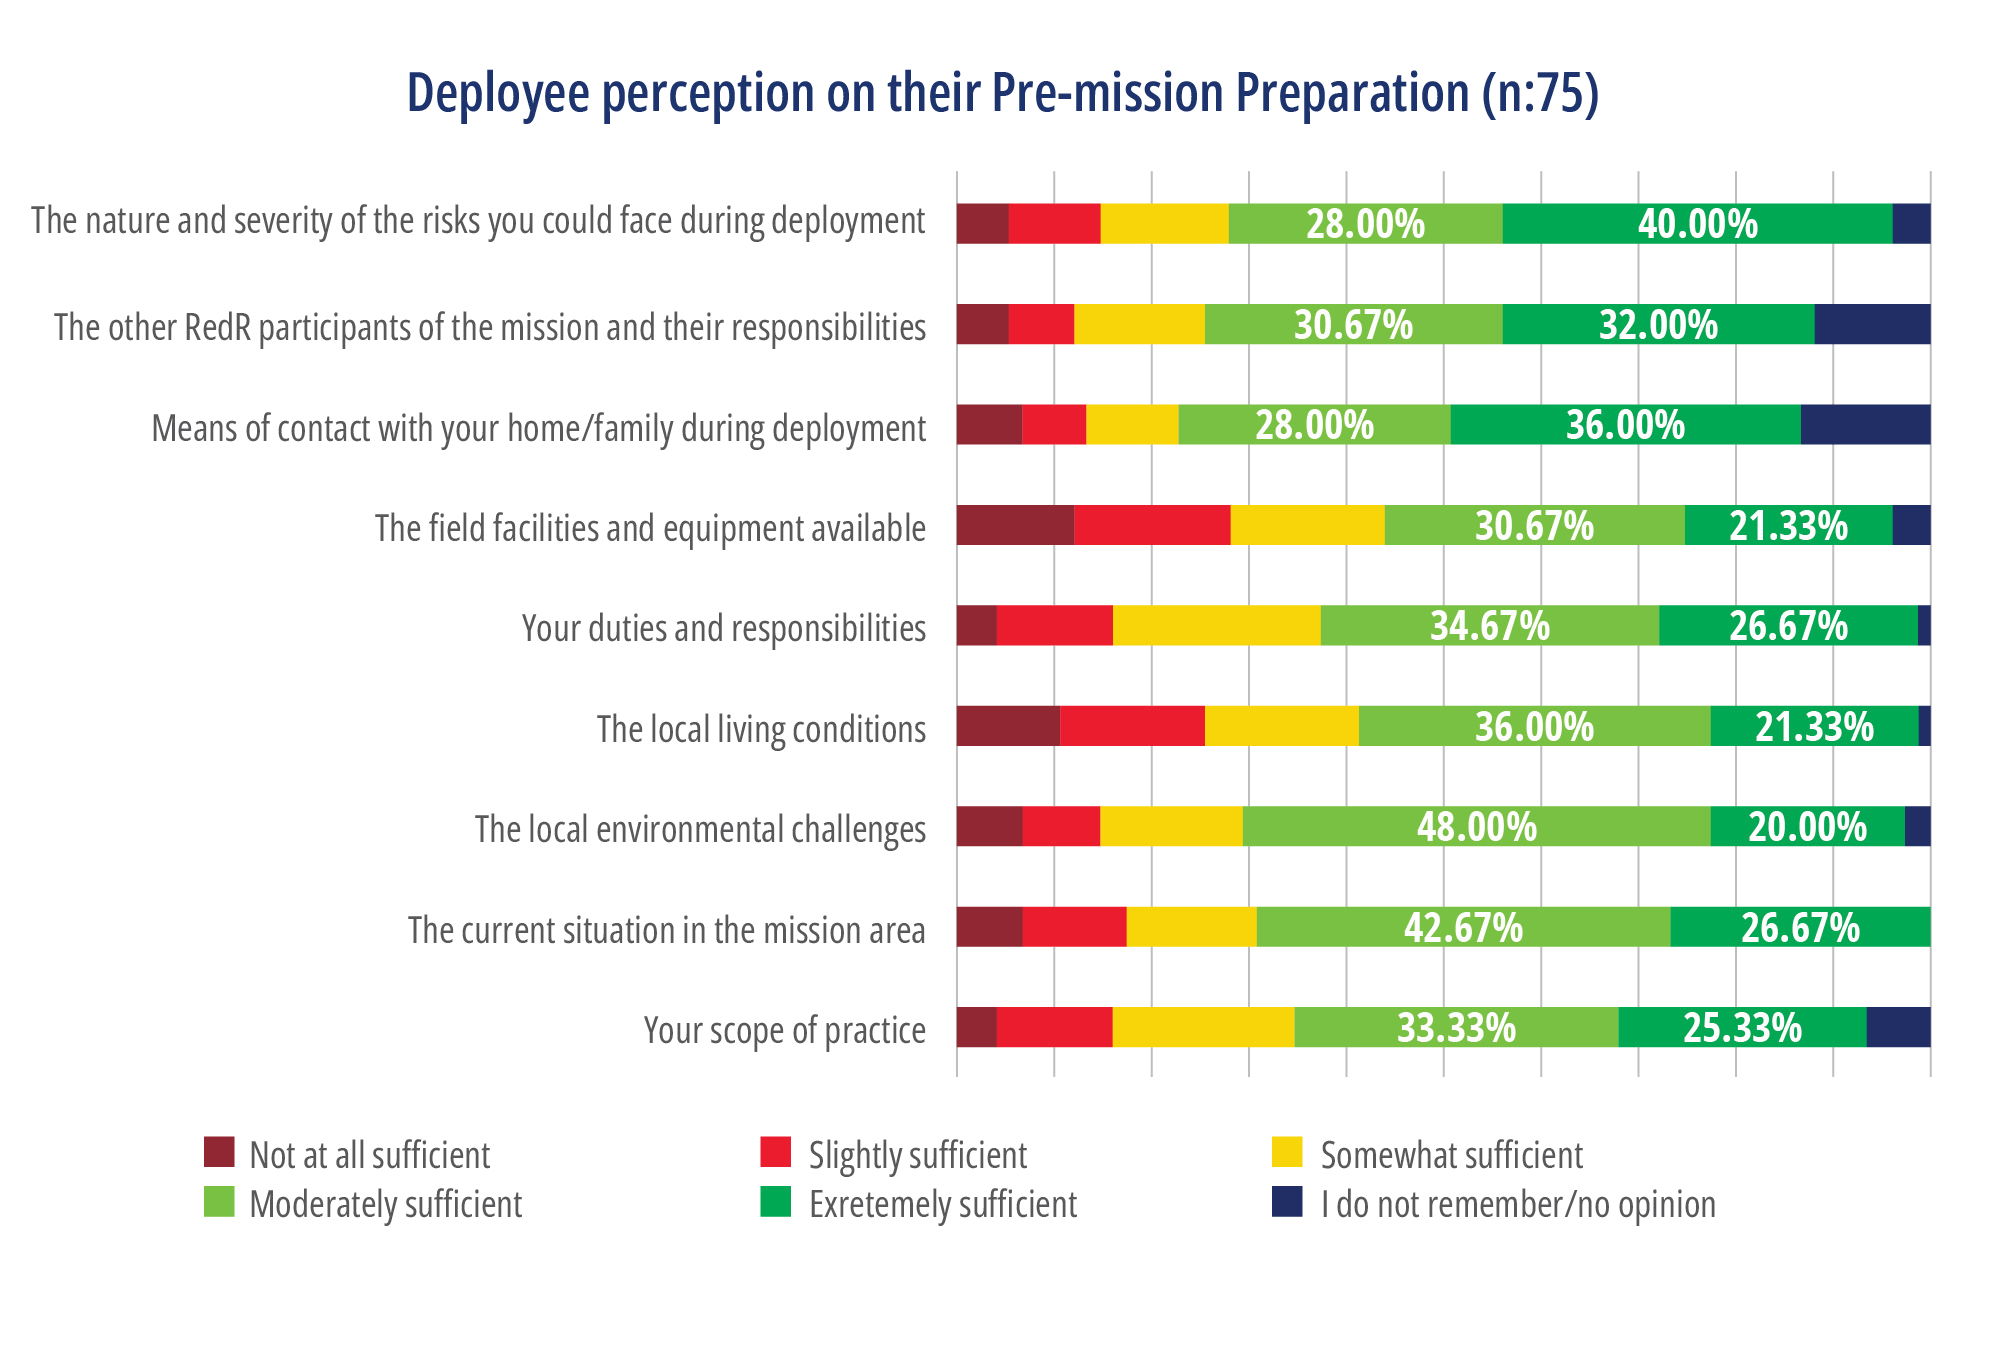 Deployee perception on their Pre-mission Preparation (n:75)
The nature and severity of the risks you could face during deployment 28.00% 40.00%
The other RedR participants of the mission and their responsibilities 30.67% 32.00%
Means of contact with your home/family during deployment 28.00% 36.00%
The field facilities and equipment available 30.67% 21.33%
Your duties and responsibilities 34.67% 26.67%
The local living conditions 36.00% 21.33%
The local environmental challenges 48.00% 20.00%
The current situation in the mission area 42.67% 26.67%
Your scope of practice 33.33% 25.33%
Not at all sufficient Slightly sufficient Somewhat sufficient
Moderately sufficient Exretemely sufficient I do not remember/no opinion